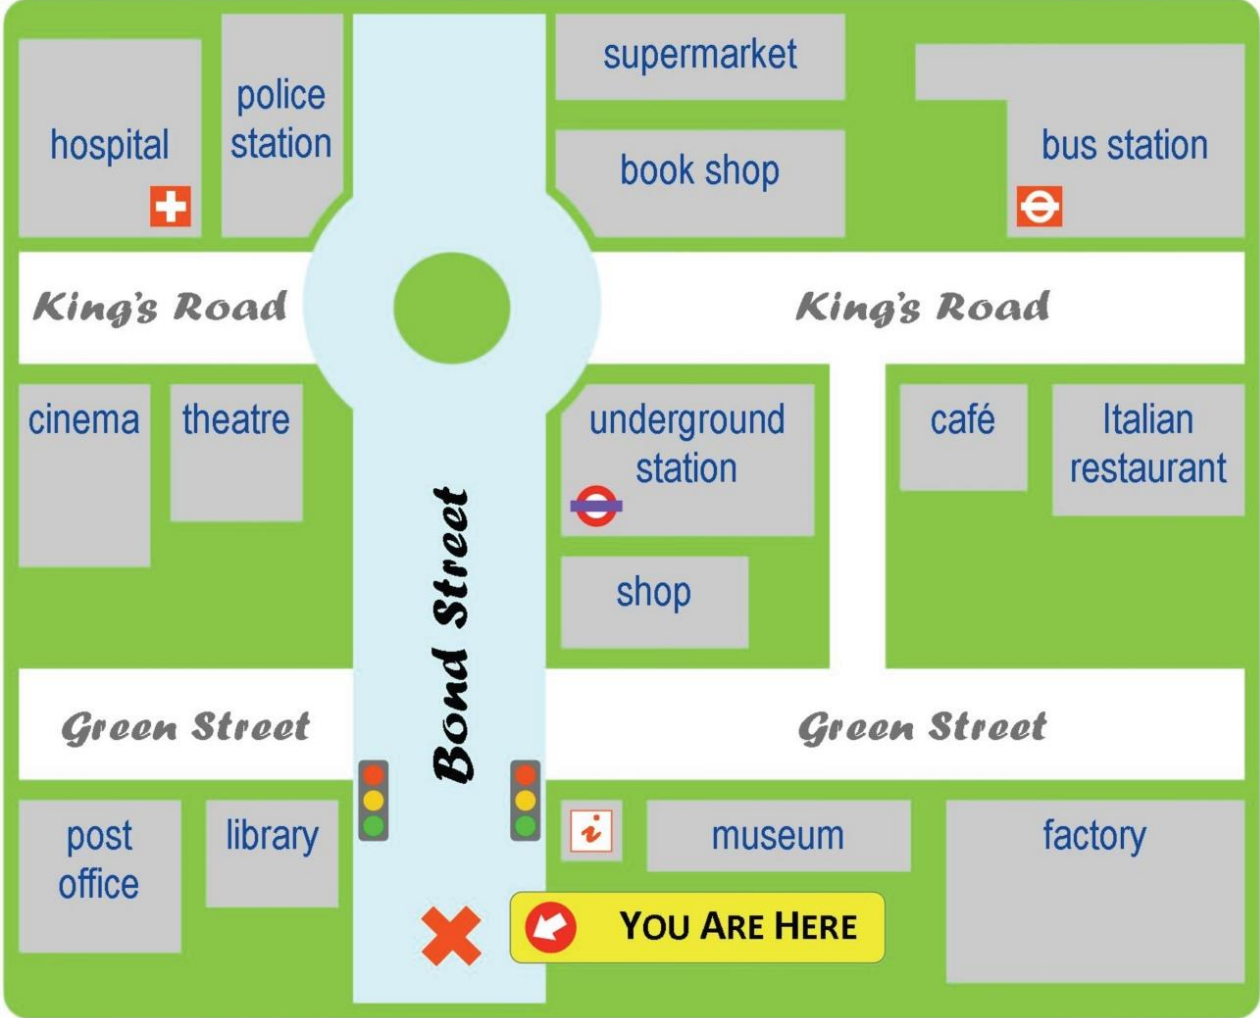 supermarket
police
station
hospital
book shop
bus station
King's Road
King's Road
cinema
theatre
underground
station
café
Italian
restaurant
Bond Street
shop
Green Street
Green Street
post
office
library
i
museum
factory
YOU ARE HERE